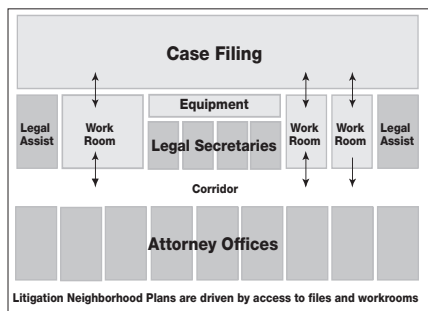 Case Filing
Equipment
Legal
Assist
Work
Room
Legal Secretaries
Work
Room
Work
Room
Legal
Assist
Corridor
Attorney Offices
Litigation Neighborhood Plans are driven by access to files and workrooms